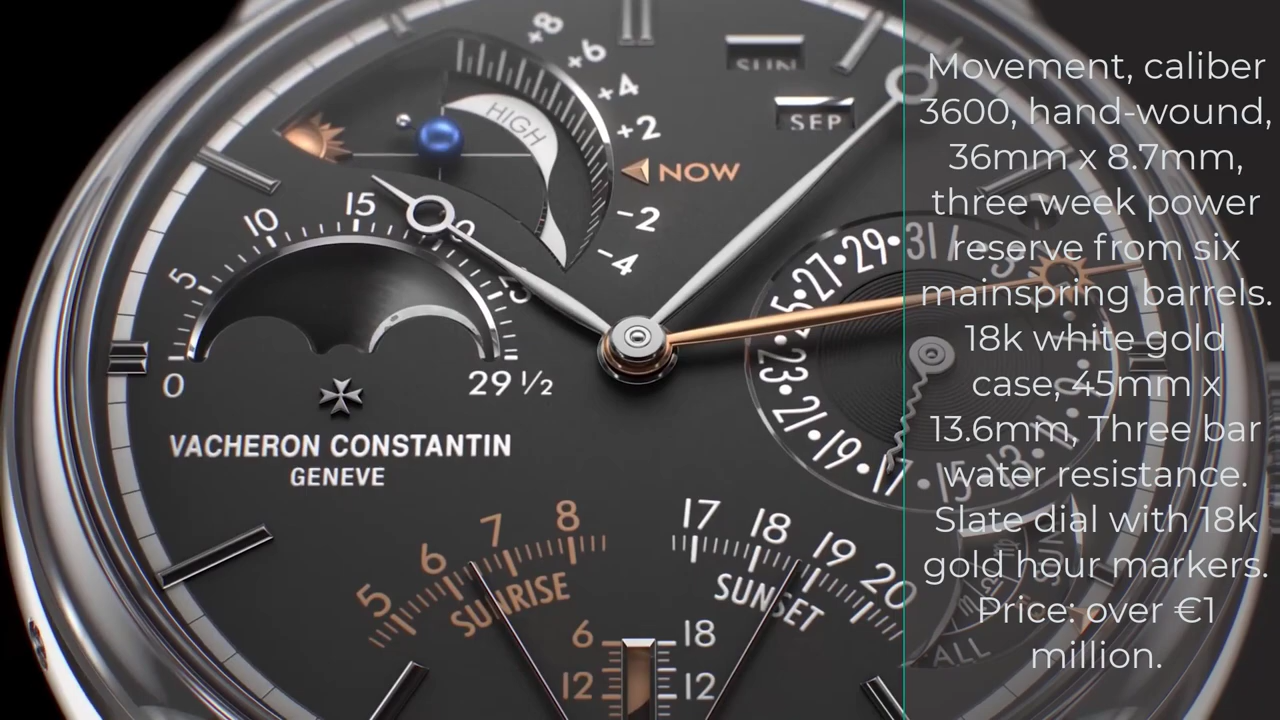 +8
+6
+4
+2
NOW
-2
-4
HIGH
SUN
SEP
0
5
10
15
29 ½
VACHERON CONSTANTIN
GENEVE
31
29
27
23
21
19
17
15
13
5
6
7
8
SUNRISE
17
18
19
20
SUNSET
6
12
18
12
ALL
Movement, caliber
3600, hand-wound,
36mm x 8.7mm,
three week power
reserve from six
mainspring barrels.
18k white gold
case, 45mm x
13.6mm, Three bar
water resistance.
Slate dial with 18k
gold hour markers.
Price: over €1
million.